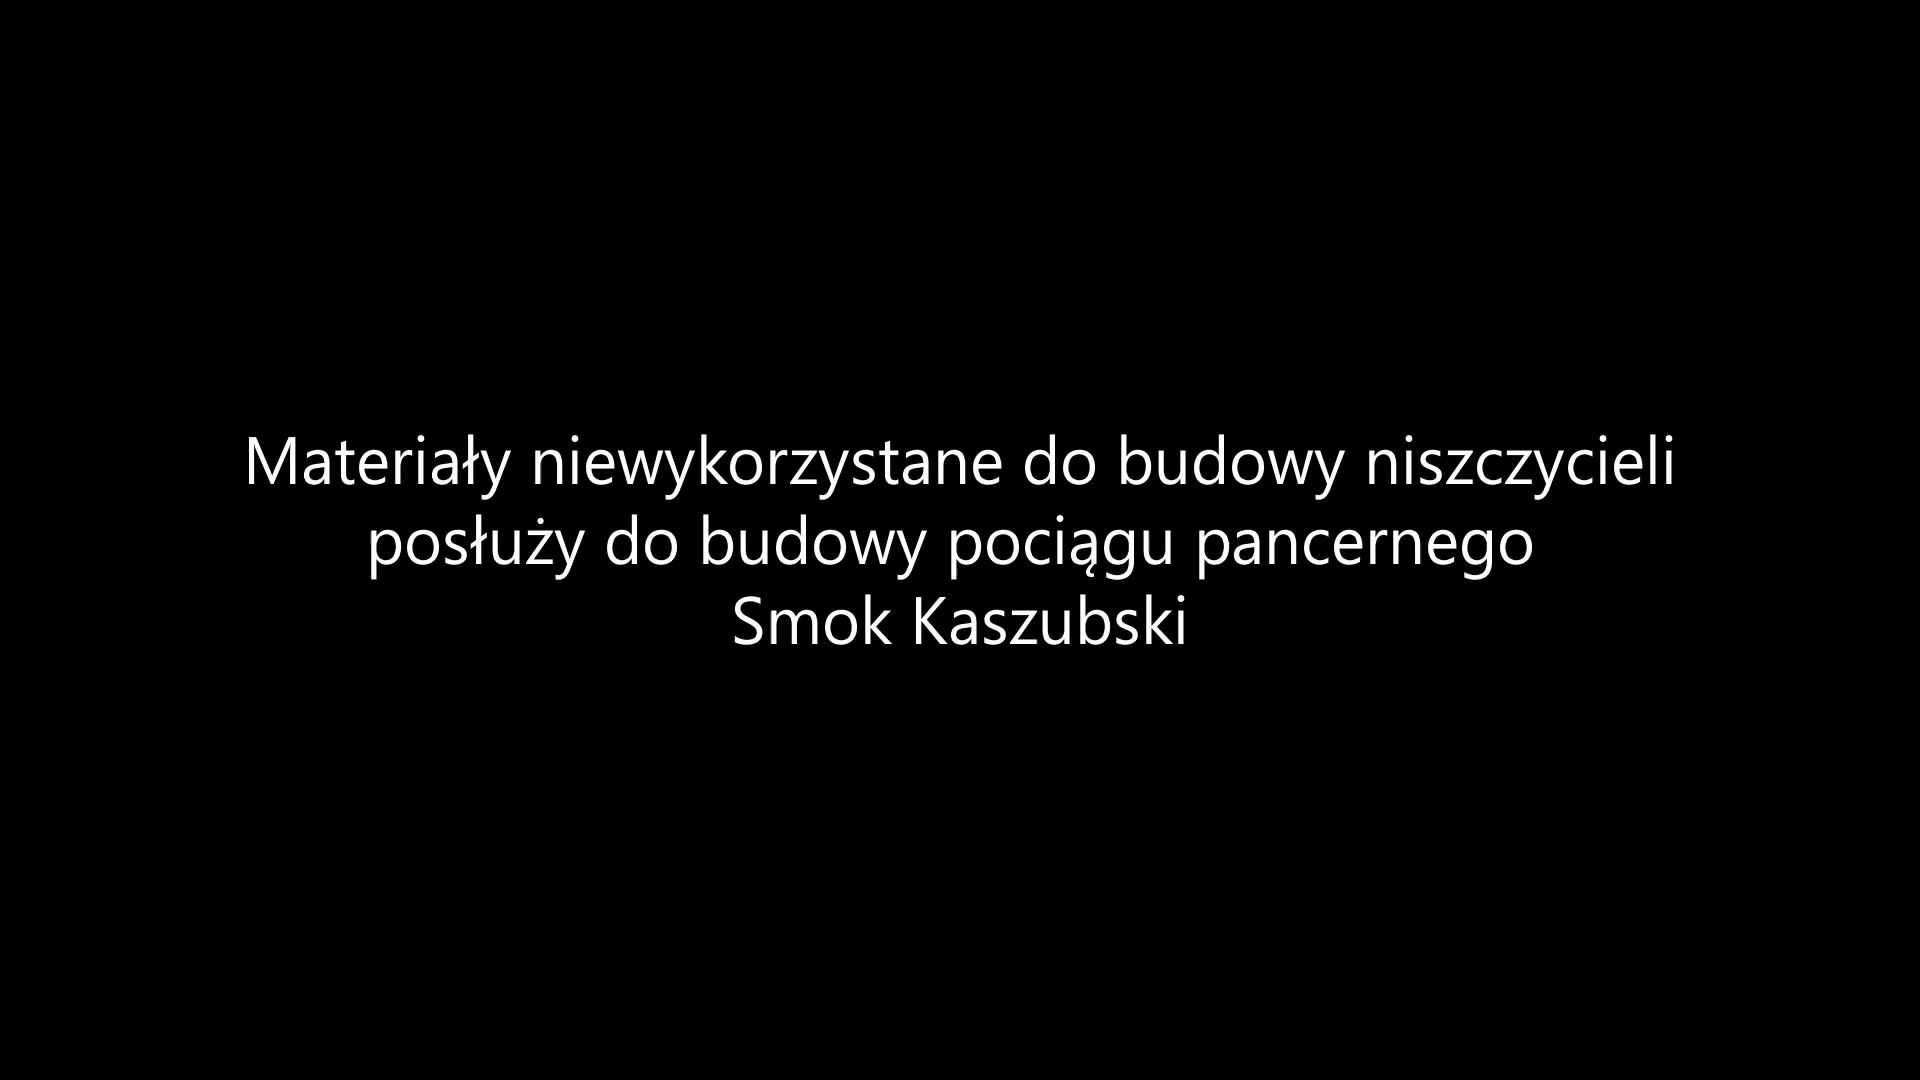 Materiały niewykorzystane do budowy niszczycieli
posłuży do budowy pociągu pancernego
Smok Kaszubski